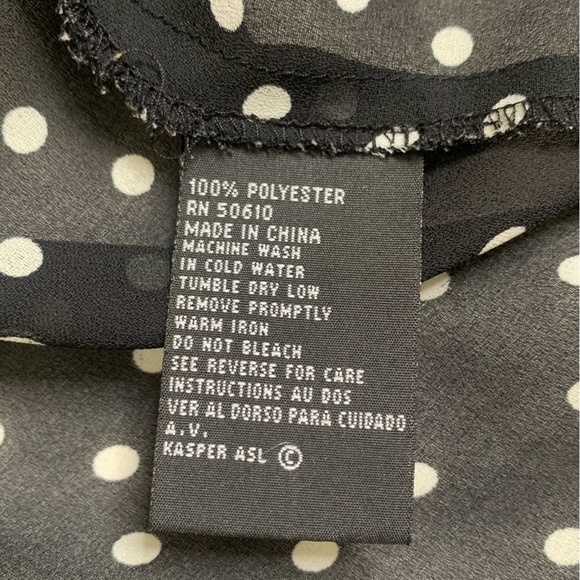 100% POLYESTER
RN 50610
MADE IN CHINA
MACHINE WASH
IN COLD WATER
TUMBLE DRY LOW
REMOVE PROMPTLY
WARM IRON
DO NOT BLEACH
SEE REVERSE FOR CARE
INSTRUCTIONS AU DOS
VER AL DORSO PARA CUIDADO
A.V.
KASPER ASL ©